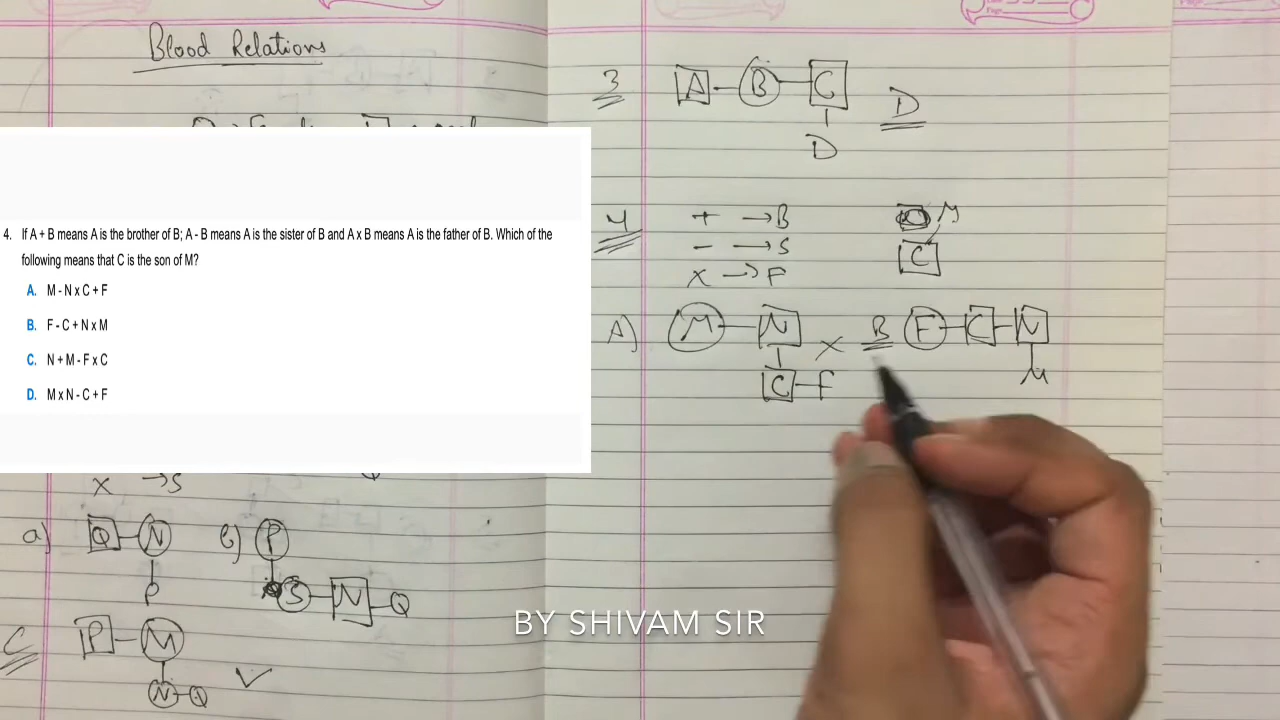 Blood Relations
4. If A + B means A is the brother of B; A - B means A is the sister of B and A x B means A is the father of B. Which of the
following means that C is the son of M?
A. M - N x C + F
B. F - C + N x M
C. N + M - F x C
D. M x N - C + F
x → S
a) Q N
P
b) P
S N Q
C P M
N Q
3 A B C
D
D
4 + → B
- → S
x → F
M
C
A) M N
C F
x
B F C N
M
BY SHIVAM SIR